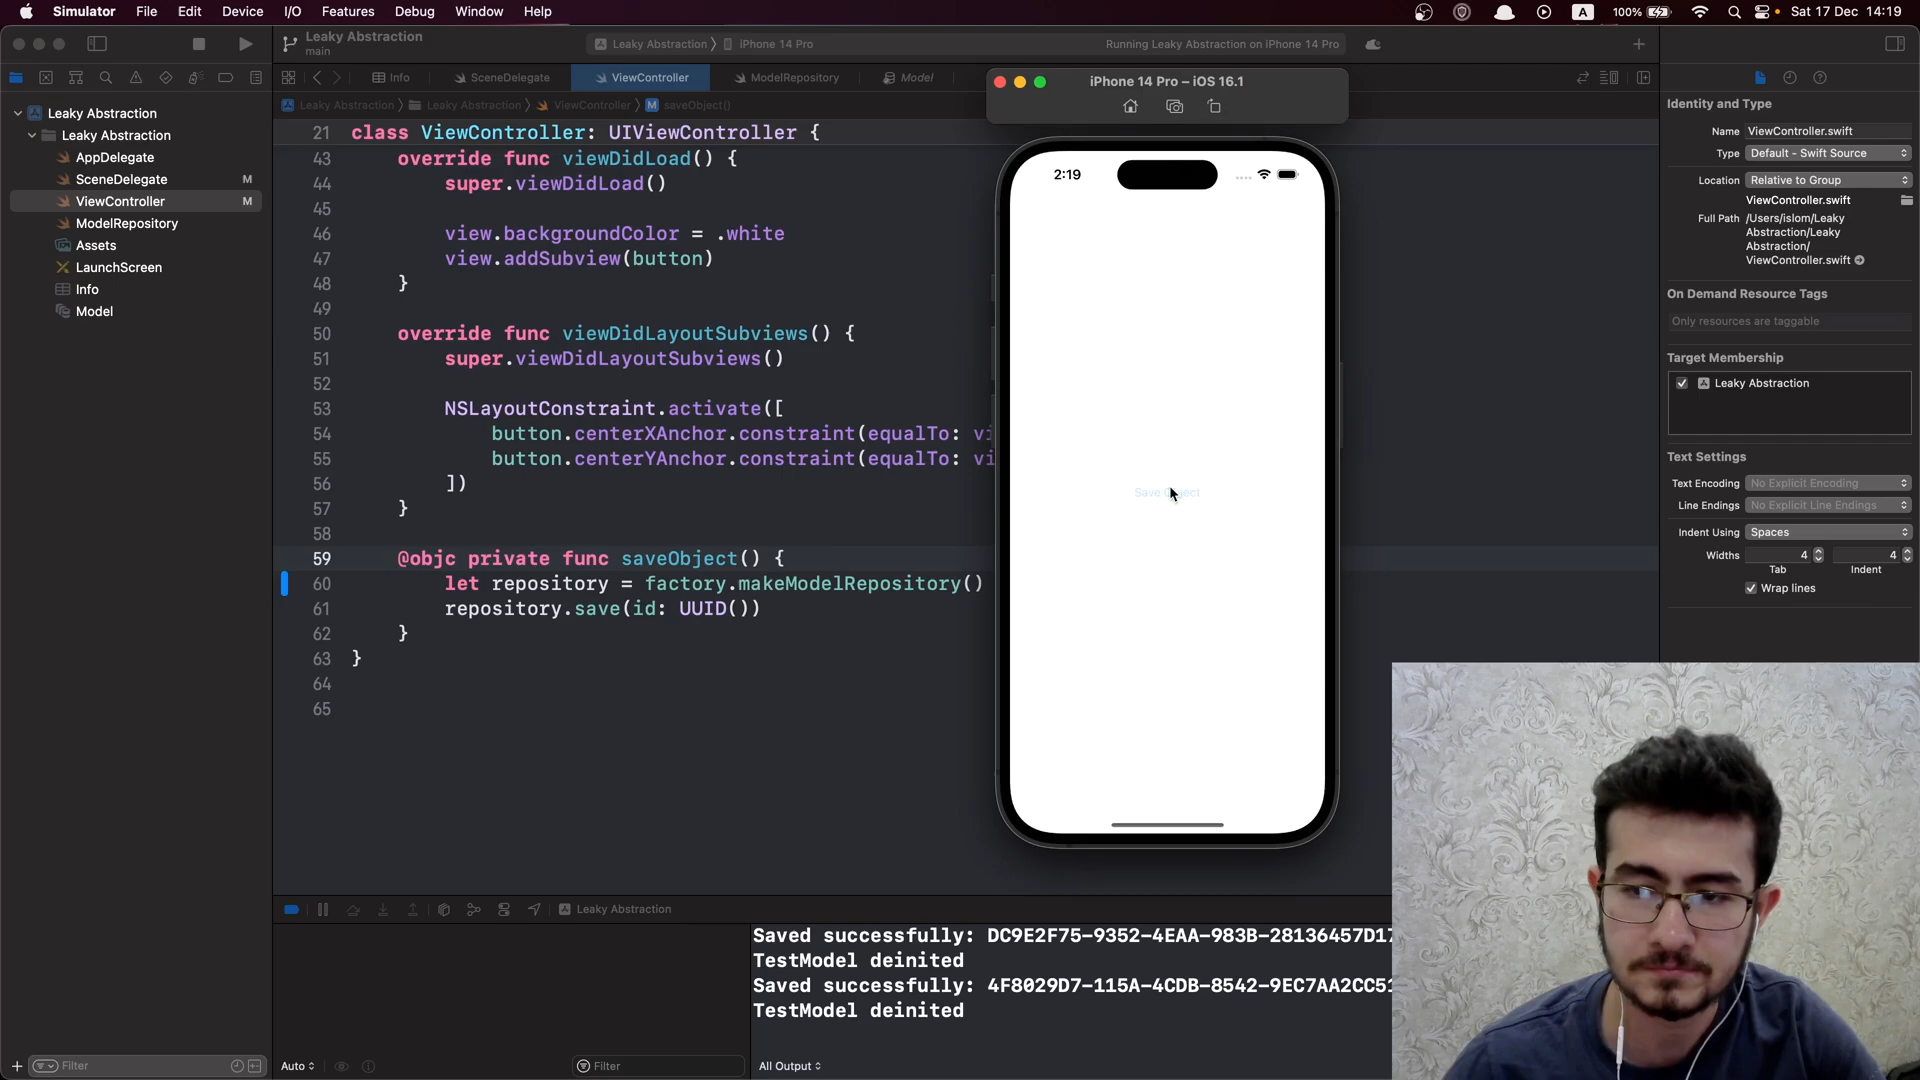 Simulator File Edit Device I/O Features Debug Window Help
A 100% Sat 17 Dec 14:19
Leaky Abstraction
main
Leaky Abstraction iPhone 14 Pro
Running Leaky Abstraction on iPhone 14 Pro
Info SceneDelegate ViewController ModelRepository Model
Leaky Abstraction Leaky Abstraction ViewController M saveObject()
Leaky Abstraction
Leaky Abstraction
AppDelegate
SceneDelegate M
ViewController M
ModelRepository
Assets
LaunchScreen
Info
Model
Filter
21 class ViewController: UIViewController {
43 override func viewDidLoad() {
44 super.viewDidLoad()
45
46 view.backgroundColor = .white
47 view.addSubview(button)
48 }
49
50 override func viewDidLayoutSubviews() {
51 super.viewDidLayoutSubviews()
52
53 NSLayoutConstraint.activate([
54 button.centerXAnchor.constraint(equalTo: vi
55 button.centerYAnchor.constraint(equalTo: vi
56 ])
57 }
58
59 @objc private func saveObject() {
60 let repository = factory.makeModelRepository()
61 repository.save(id: UUID())
62 }
63 }
64
65
iPhone 14 Pro – iOS 16.1
2:19
Save Object
Identity and Type
Name ViewController.swift
Type Default - Swift Source
Location Relative to Group
ViewController.swift
Full Path /Users/islom/Leaky
Abstraction/Leaky
Abstraction/
ViewController.swift
On Demand Resource Tags
Only resources are taggable
Target Membership
Leaky Abstraction
Text Settings
Text Encoding No Explicit Encoding
Line Endings No Explicit Line Endings
Indent Using Spaces
Widths 4 4
Tab Indent
Wrap lines
Leaky Abstraction
Saved successfully: DC9E2F75-9352-4EAA-983B-28136457D17
TestModel deinited
Saved successfully: 4F8029D7-115A-4CDB-8542-9EC7AA2CC51
TestModel deinited
Auto
Filter
All Output